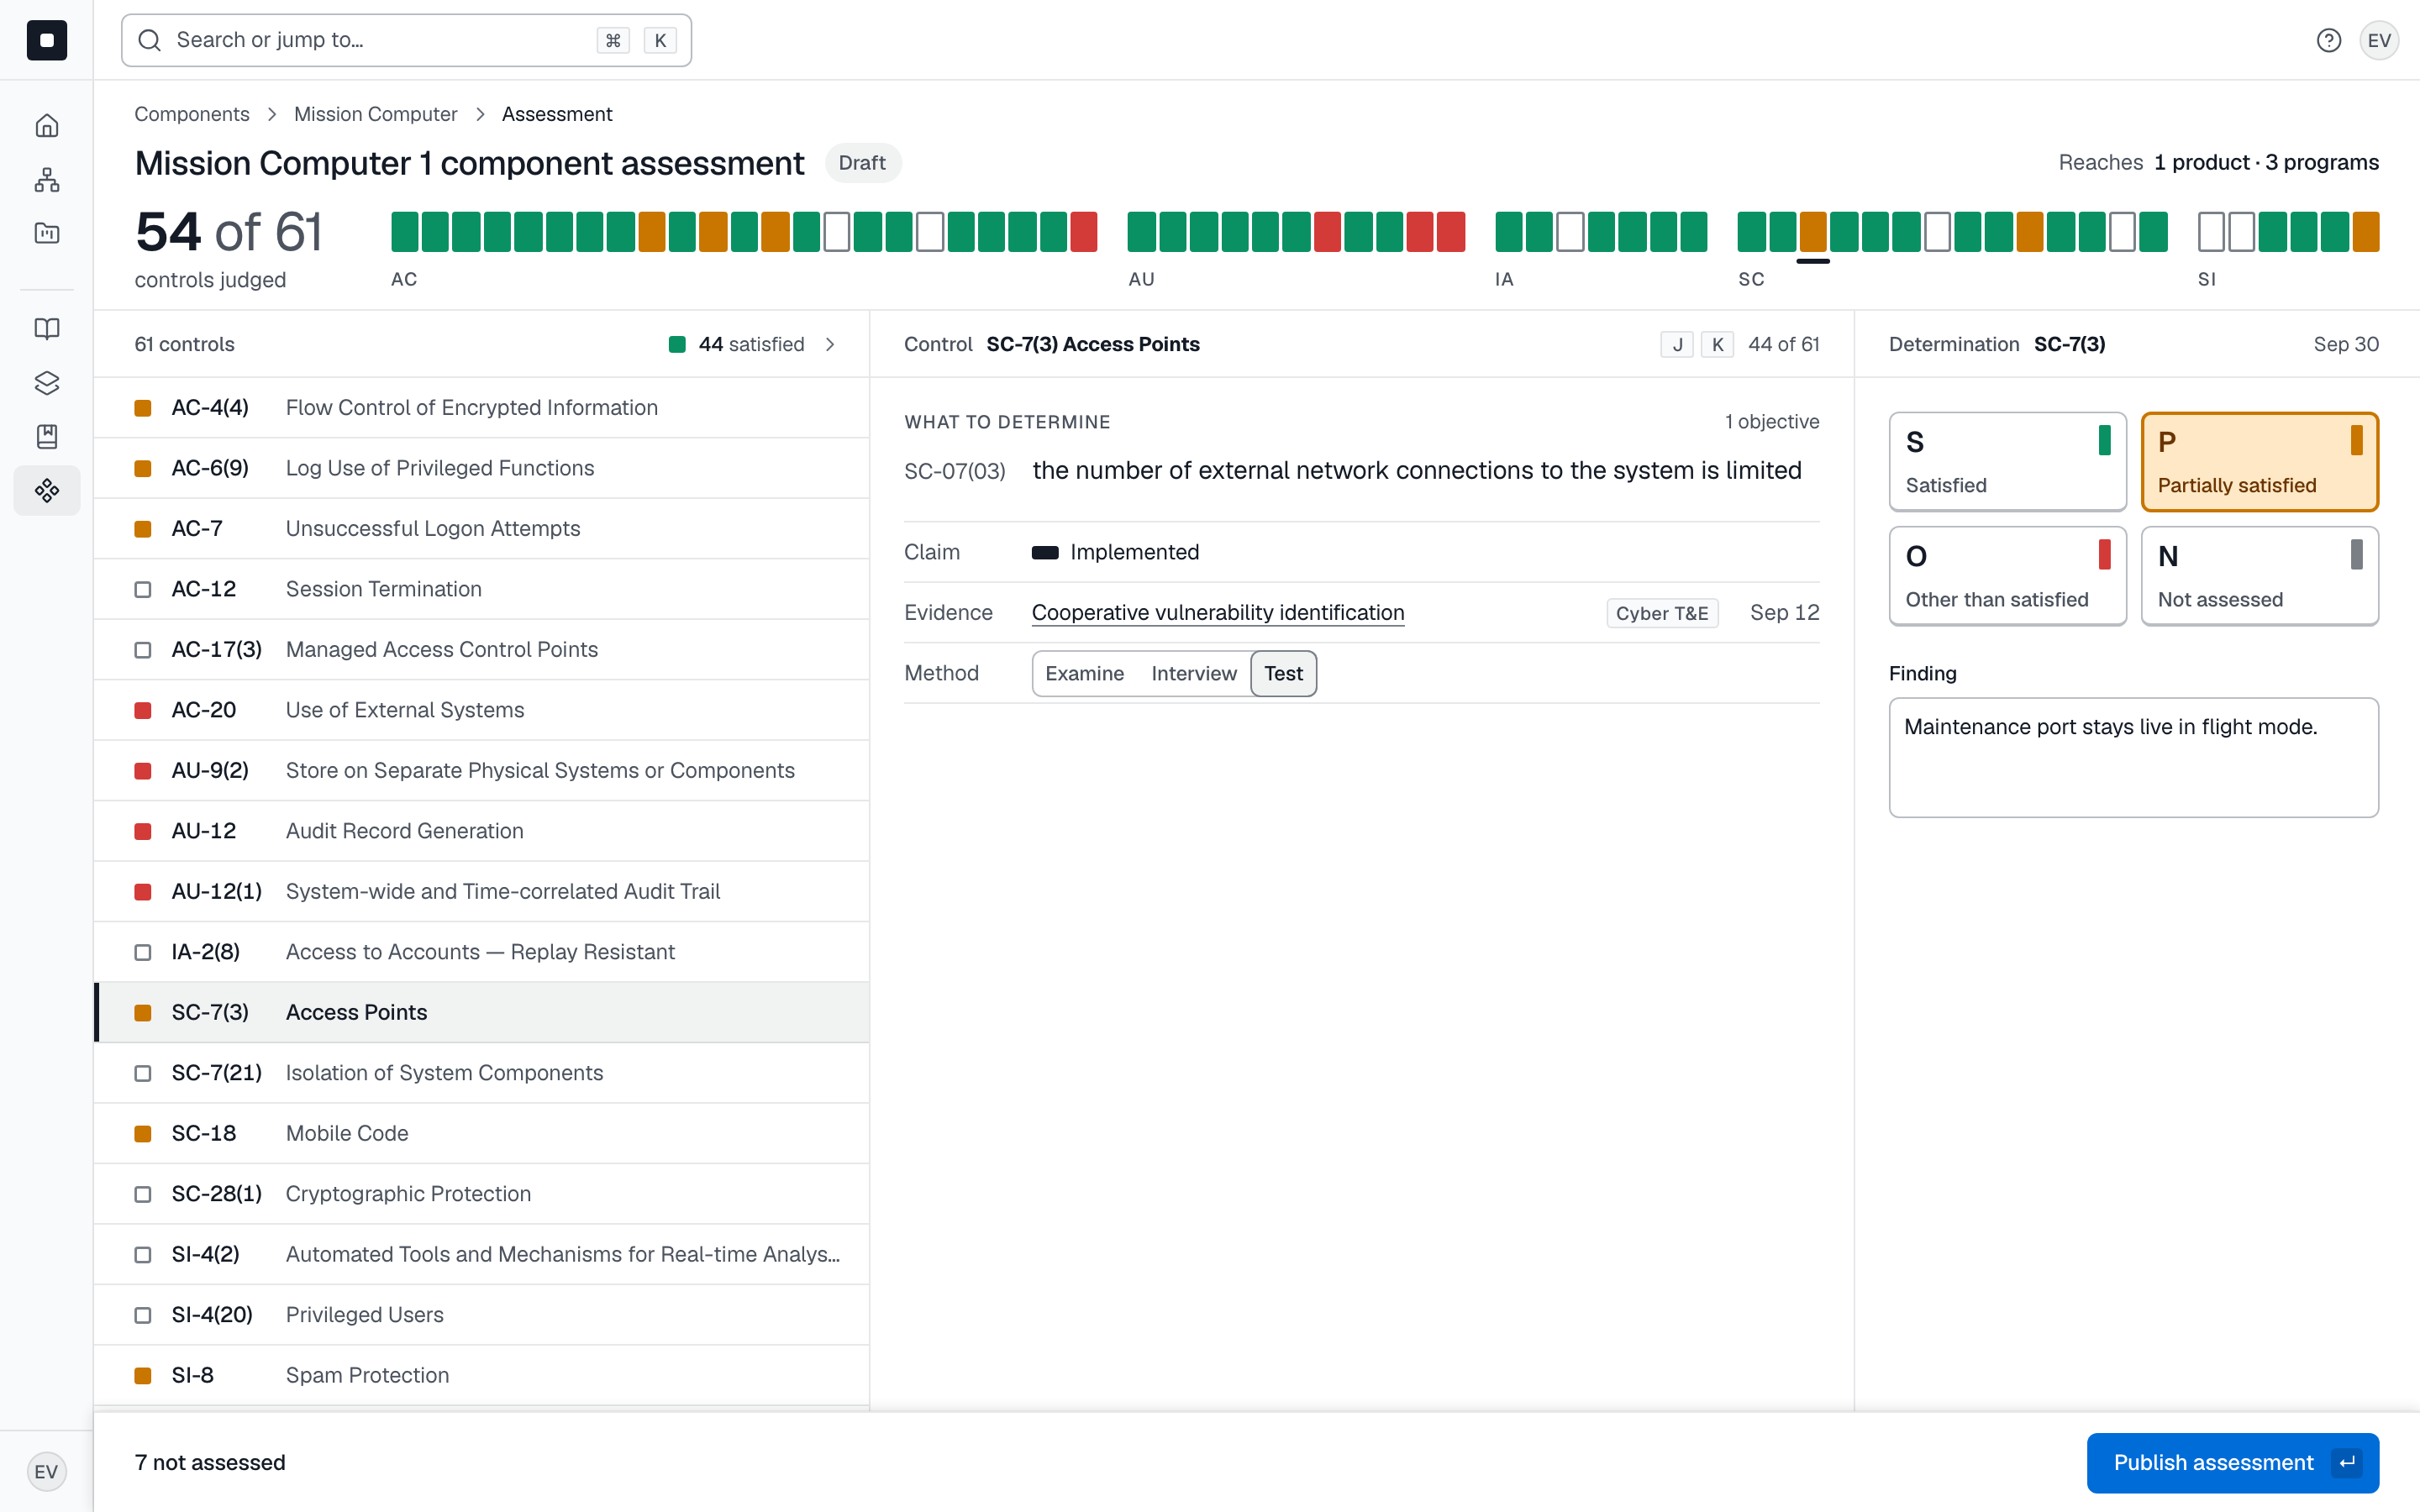 Search or jump to... ⌘ K
EV
Components > Mission Computer > Assessment
Mission Computer 1 component assessment Draft
Reaches 1 product · 3 programs
54 of 61
controls judged
AC
AU
IA
SC
SI
61 controls
44 satisfied >
AC-4(4) Flow Control of Encrypted Information
AC-6(9) Log Use of Privileged Functions
AC-7 Unsuccessful Logon Attempts
AC-12 Session Termination
AC-17(3) Managed Access Control Points
AC-20 Use of External Systems
AU-9(2) Store on Separate Physical Systems or Components
AU-12 Audit Record Generation
AU-12(1) System-wide and Time-correlated Audit Trail
IA-2(8) Access to Accounts — Replay Resistant
SC-7(3) Access Points
SC-7(21) Isolation of System Components
SC-18 Mobile Code
SC-28(1) Cryptographic Protection
SI-4(2) Automated Tools and Mechanisms for Real-time Analys...
SI-4(20) Privileged Users
SI-8 Spam Protection
Control SC-7(3) Access Points
J K 44 of 61
WHAT TO DETERMINE
1 objective
SC-07(03) the number of external network connections to the system is limited
Claim Implemented
Evidence Cooperative vulnerability identification Cyber T&E Sep 12
Method Examine Interview Test
Determination SC-7(3) Sep 30
S
Satisfied
P
Partially satisfied
O
Other than satisfied
N
Not assessed
Finding
Maintenance port stays live in flight mode.
EV
7 not assessed
Publish assessment ↵